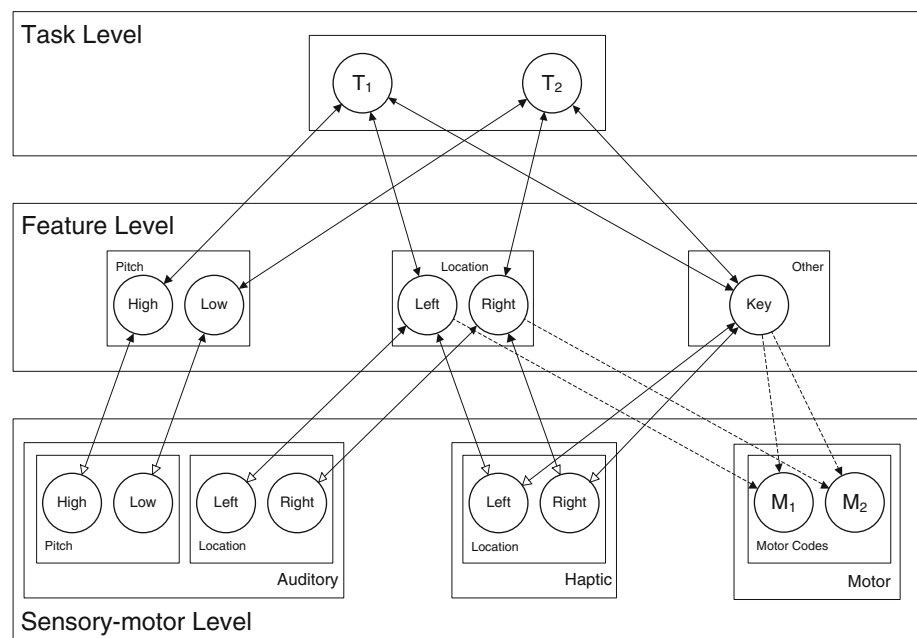 Task Level
T1 T2
Feature Level
Pitch
High Low
Location
Left Right
Other
Key
High Low
Pitch
Left Right
Location
Auditory
Left Right
Location
Haptic
M1 M2
Motor Codes
Motor
Sensory-motor Level